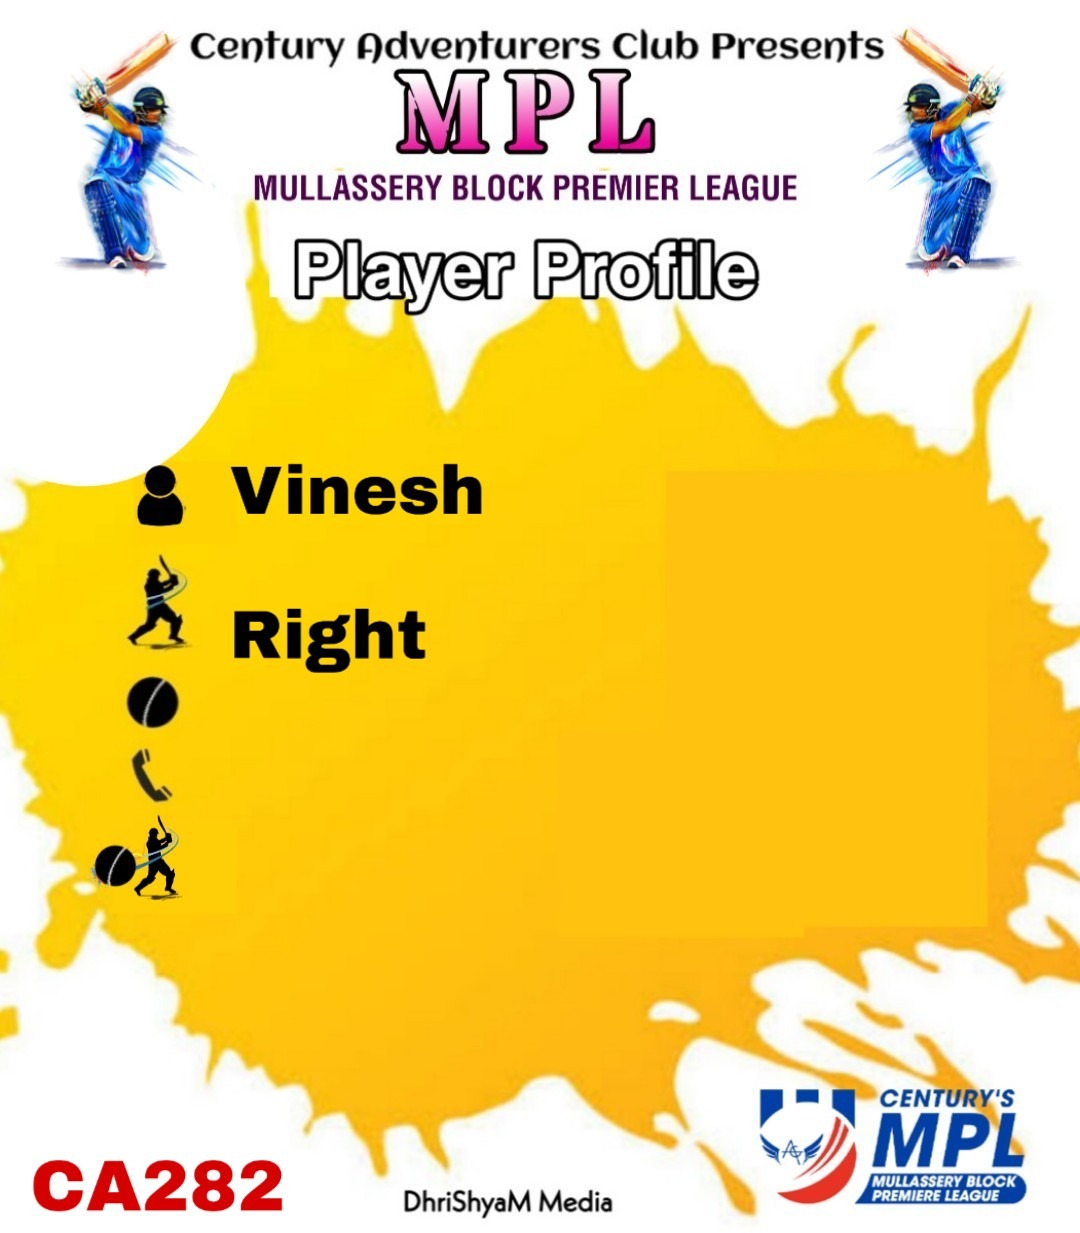 Century Adventurers Club Presents
MPL
MULLASSERY BLOCK PREMIER LEAGUE
Player Profile
Vinesh
Right
CA282
DhriShyaM Media
CENTURY'S
MPL
MULLASSERY BLOCK
PREMIERE LEAGUE